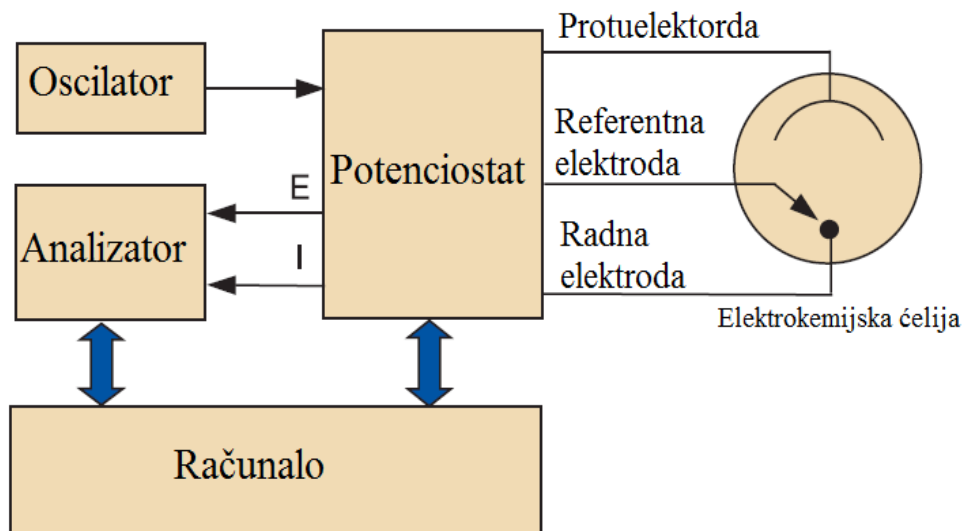 Protuelektorda
Oscilator
Referentna
elektroda
Potenciostat
E
Analizator
I
Radna
elektroda
Elektrokemijska ćelija
Računalo